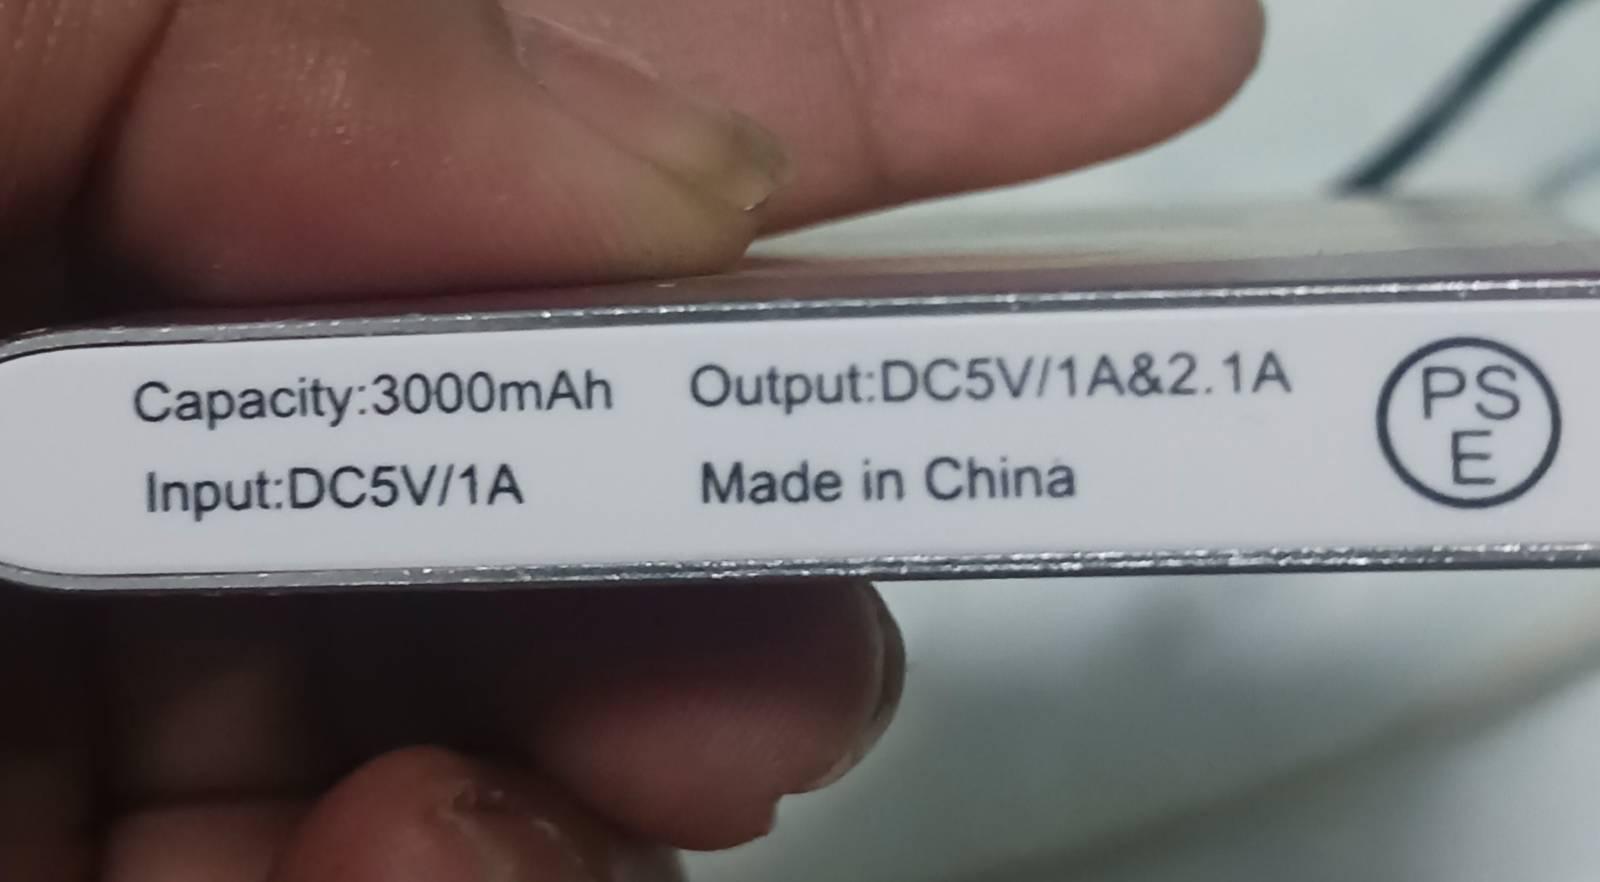 Capacity:3000mAh Output:DC5V/1A&2.1A
Input:DC5V/1A Made in China
PS
E